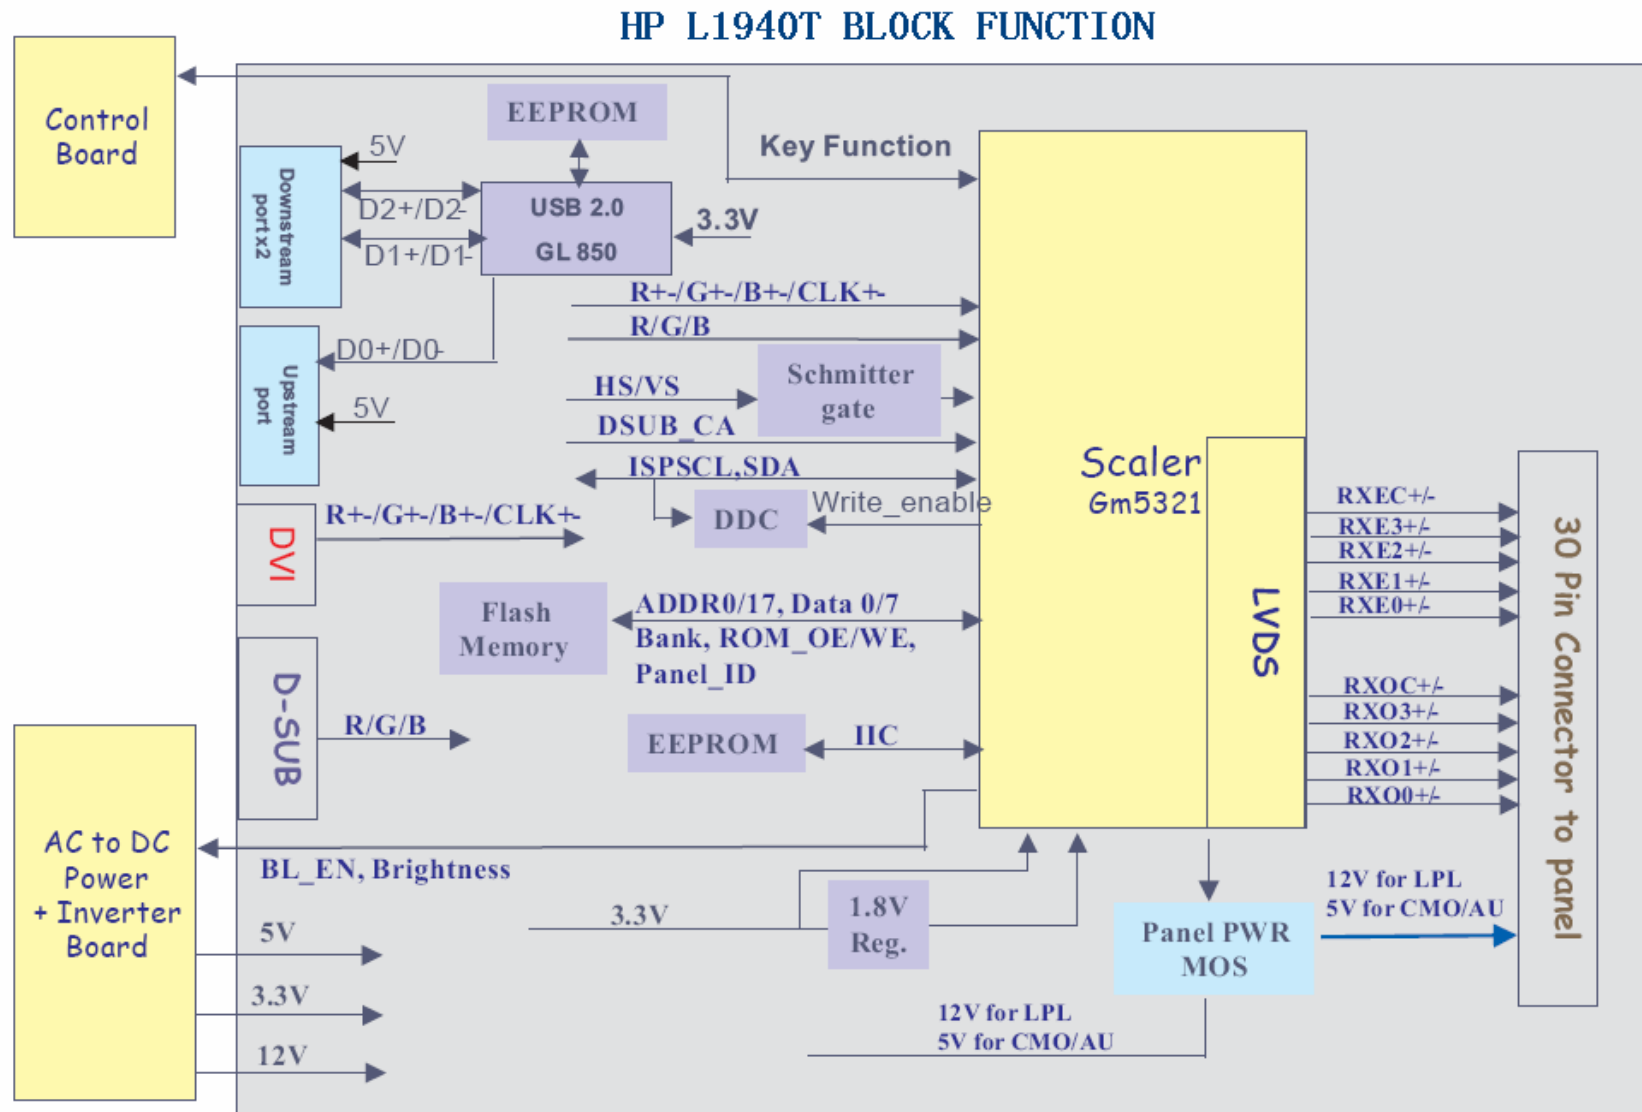 HP L1940T BLOCK FUNCTION
Control
Board
EEPROM
5V
Downstream
port x2
D2+/D2-
D1+/D1-
USB 2.0
GL 850
3.3V
Key Function
R+-/G+-/B+-/CLK+-
R/G/B
D0+/D0-
Upstream
port
5V
HS/VS
Schmitter
gate
DSUB_CA
ISPSCL,SDA
DDC
Write_enable
Scaler
Gm5321
LVDS
DVI
R+-/G+-/B+-/CLK+-
Flash
Memory
ADDR0/17, Data 0/7
Bank, ROM_OE/WE,
Panel_ID
D-SUB
R/G/B
EEPROM
IIC
RXEC+/-
RXE3+/-
RXE2+/-
RXE1+/-
RXE0+/-
RXOC+/-
RXO3+/-
RXO2+/-
RXO1+/-
RXO0+/-
30 Pin Connector to panel
AC to DC
Power
+ Inverter
Board
BL_EN, Brightness
5V
3.3V
12V
3.3V
1.8V
Reg.
Panel PWR
MOS
12V for LPL
5V for CMO/AU
12V for LPL
5V for CMO/AU